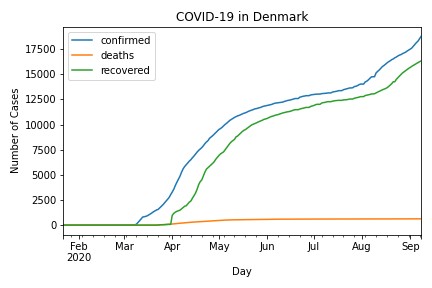 COVID-19 in Denmark
confirmed
deaths
recovered
Number of Cases
17500
15000
12500
10000
7500
5000
2500
0
Feb Mar Apr May Jun Jul Aug Sep
2020
Day